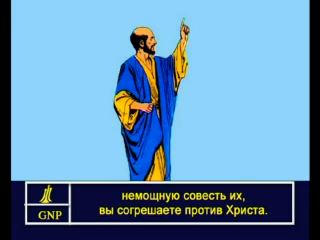 немощную совесть их,
вы согрешаете против Христа.
GNP